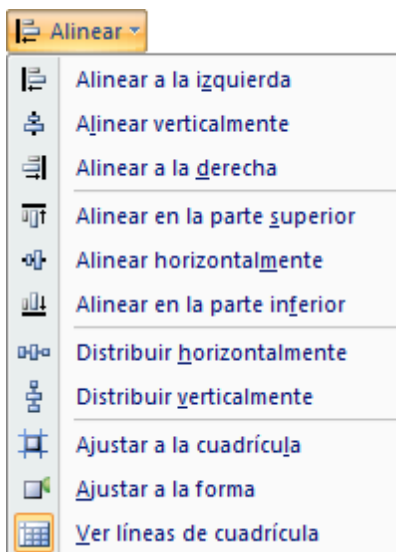 Alinear
Alinear a la izquierda
Alinear verticalmente
Alinear a la derecha
Alinear en la parte superior
Alinear horizontalmente
Alinear en la parte inferior
Distribuir horizontalmente
Distribuir verticalmente
Ajustar a la cuadrícula
Ajustar a la forma
Ver líneas de cuadrícula